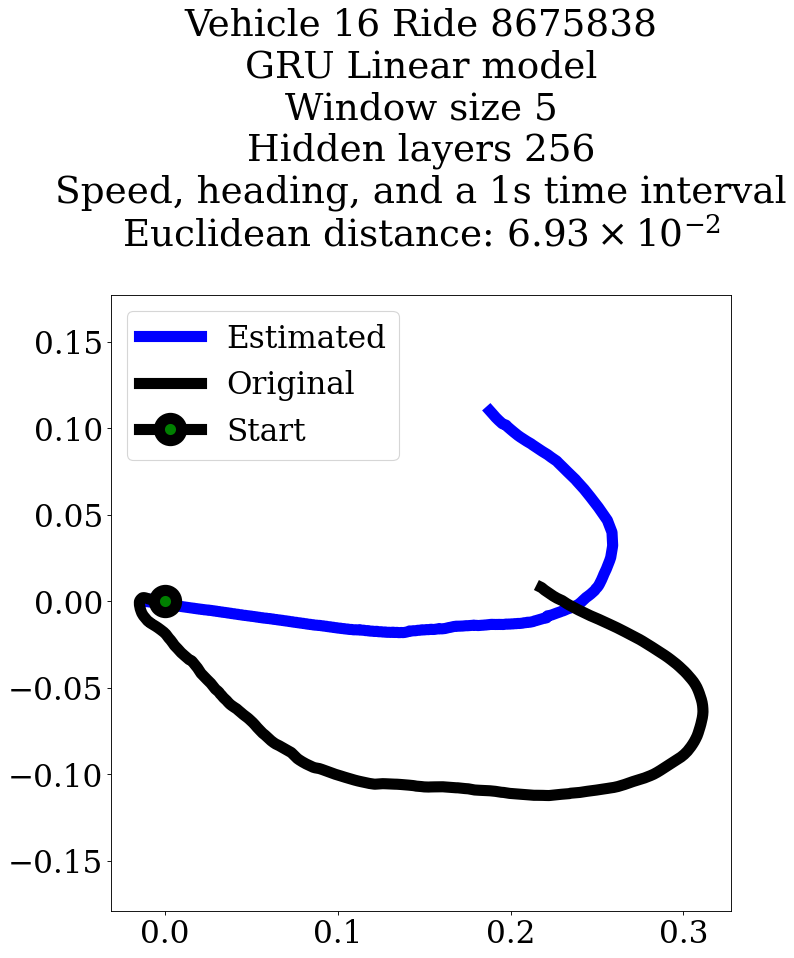 Vehicle 16 Ride 8675838
GRU Linear model
Window size 5
Hidden layers 256
Speed, heading, and a 1s time interval
Euclidean distance: 6.93 × 10⁻²
Estimated
Original
Start
0.15
0.10
0.05
0.00
−0.05
−0.10
−0.15
0.0 0.1 0.2 0.3